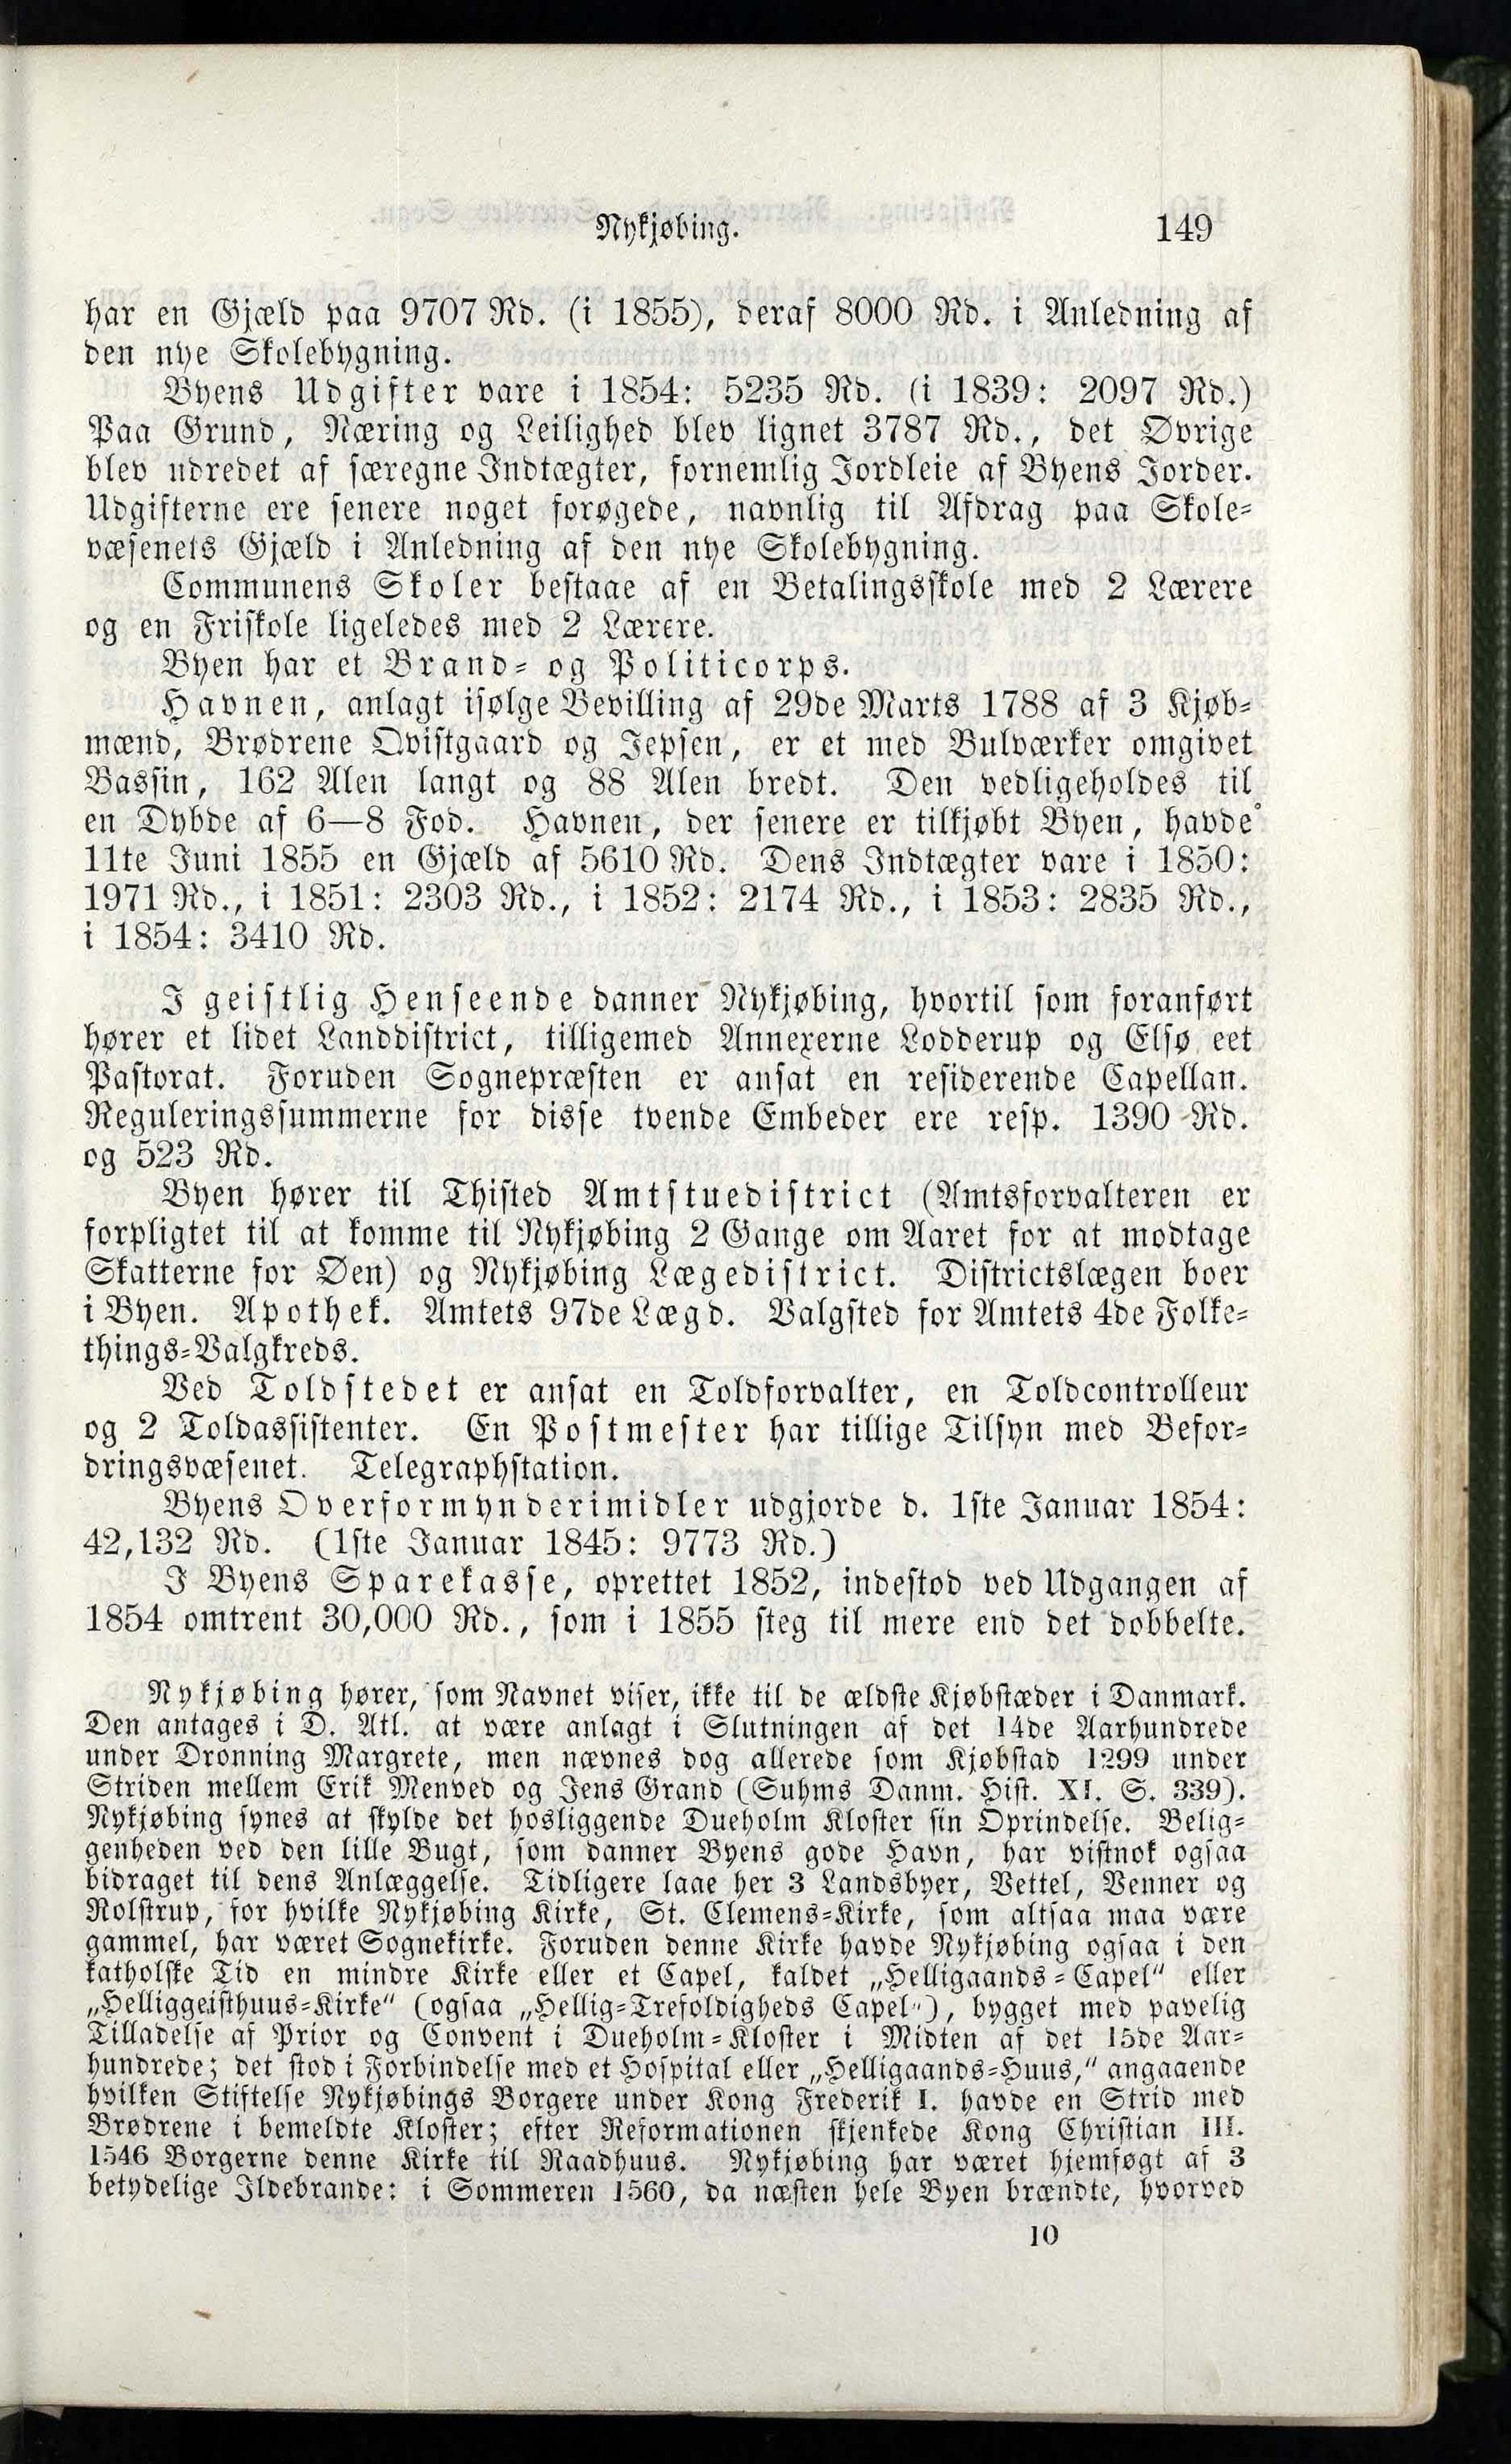 Nykjøbing. 149
har en Gjæld paa 9707 Rd. (i 1855), deraf 8000 Rd. i Anledning af
den nye Skolebygning.
Byens Udgifter vare i 1854: 5235 Rd. (i 1839: 2097 Rd.)
Paa Grund, Næring og Leilighed blev lignet 3787 Rd., det Øvrige
blev udredet af særegne Indtægter, fornemlig Jordleie af Byens Jorder.
Udgifterne ere senere noget forøgede, navnlig til Afdrag paa Skole-
væsenets Gjæld i Anledning af den nye Skolebygning.
Communens Skoler bestaae af en Betalingsskole med 2 Lærere
og en Friskole ligeledes med 2 Lærere.
Byen har et Brand- og Politicorps.
Havnen, anlagt ifølge Bevilling af 29de Marts 1788 af 3 Kjøb-
mænd, Brødrene Qvistgaard og Jepsen, er et med Bulværker omgivet
Bassin, 162 Alen langt og 88 Alen bredt. Den vedligeholdes til
en Dybde af 6—8 Fod. Havnen, der senere er tilkjøbt Byen, havde
11te Juni 1855 en Gjæld af 5610 Rd. Dens Indtægter vare i 1850:
1971 Rd., i 1851: 2303 Rd., i 1852: 2174 Rd., i 1853: 2835 Rd.,
i 1854: 3410 Rd.
I geistlig Henseende danner Nykjøbing, hvortil som foranført
hører et lidet Landdistrict, tilligemed Annexerne Lodderup og Elsø eet
Pastorat. Foruden Sognepræsten er ansat en residerende Capellan.
Reguleringssummerne for disse tvende Embeder ere resp. 1390 Rd.
og 523 Rd.
Byen hører til Thisted Amtstuedistrict (Amtsforvalteren er
forpligtet til at komme til Nykjøbing 2 Gange om Aaret for at modtage
Skatterne for Øen) og Nykjøbing Lægedistrict. Districtslægen boer
i Byen. Apothek. Amtets 97de Lægd. Valgsted for Amtets 4de Folke-
things-Valgkreds.
Ved Toldstedet er ansat en Toldforvalter, en Toldcontrolleur
og 2 Toldassistenter. En Postmester har tillige Tilsyn med Befor-
dringsvæsenet. Telegraphstation.
Byens Overformynderimidler udgjorde d. 1ste Januar 1854:
42,132 Rd. (1ste Januar 1845: 9773 Rd.)
I Byens Sparekasse, oprettet 1852, indestod ved Udgangen af
1854 omtrent 30,000 Rd., som i 1855 steg til mere end det dobbelte.
Nykjøbing hører, som Navnet viser, ikke til de ældste Kjøbstæder i Danmark.
Den antages i D. Atl. at være anlagt i Slutningen af det 14de Aarhundrede
under Dronning Margrete, men nævnes dog allerede som Kjøbstad 1299 under
Striden mellem Erik Menved og Jens Grand (Suhms Danm. Hist. XI. S. 339).
Nykjøbing synes at skylde det hosliggende Dueholm Kloster sin Oprindelse. Belig-
genheden ved den lille Bugt, som danner Byens gode Havn, har vistnok ogsaa
bidraget til dens Anlæggelse. Tidligere laae her 3 Landsbyer, Vettel, Venner og
Rolstrup, for hvilke Nykjøbing Kirke, St. Clemens-Kirke, som altsaa maa være
gammel, har været Sognekirke. Foruden denne Kirke havde Nykjøbing ogsaa i den
katholske Tid en mindre Kirke eller et Capel, kaldet „Helligaands-Capel“ eller
„Helliggeisthuus-Kirke“ (ogsaa „Hellig-Trefoldigheds Capel“), bygget med pavelig
Tilladelse af Prior og Convent i Dueholm-Kloster i Midten af det 15de Aar-
hundrede; det stod i Forbindelse med et Hospital eller „Helligaands-Huus,“ angaaende
hvilken Stiftelse Nykjøbings Borgere under Kong Frederik I. havde en Strid med
Brødrene i bemeldte Kloster; efter Reformationen skjenkede Kong Christian III.
1546 Borgerne denne Kirke til Raadhuus. Nykjøbing har været hjemsøgt af 3
betydelige Ildebrande: i Sommeren 1560, da næsten hele Byen brændte, hvorved
10